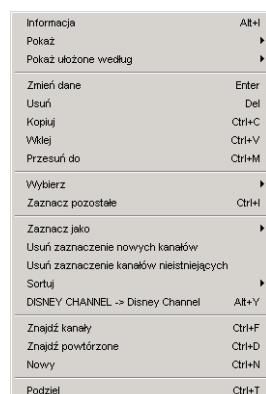 Informacja Alt+I
Pokaż
Pokaż ułożone według
Zmień dane Enter
Usuń Del
Kopiuj Ctrl+C
Wklej Ctrl+V
Przesuń do Ctrl+M
Wybierz
Zaznacz pozostałe Ctrl+I
Zaznacz jako
Usuń zaznaczenie nowych kanałów
Usuń zaznaczenie kanałów nieistniejących
Sortuj
DISNEY CHANNEL -> Disney Channel Alt+Y
Znajdź kanały Ctrl+F
Znajdź powtórzone Ctrl+D
Nowy Ctrl+N
Podziel Ctrl+T